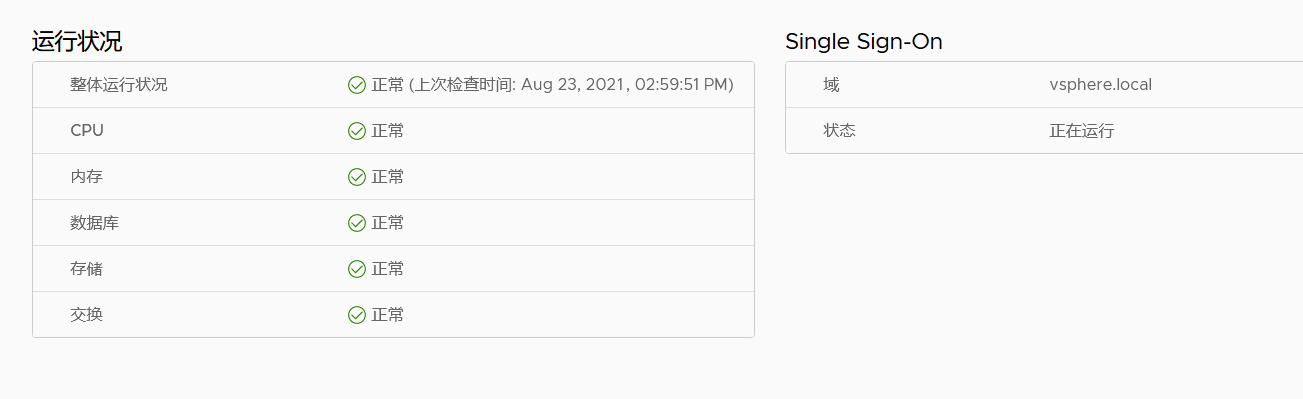 运行状况
整体运行状况 正常 (上次检查时间: Aug 23, 2021, 02:59:51 PM)
CPU 正常
内存 正常
数据库 正常
存储 正常
交换 正常
Single Sign-On
域 vsphere.local
状态 正在运行